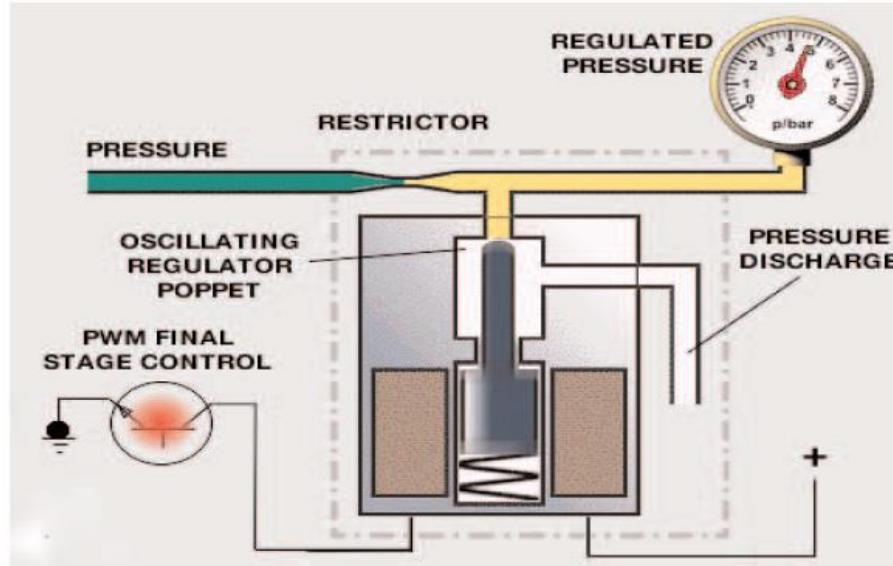 REGULATED
PRESSURE
0 1 2 3 4 5 6 7 8
p/bar
RESTRICTOR
PRESSURE
OSCILLATING
REGULATOR
POPPET
PRESSURE
DISCHARGE
PWM FINAL
STAGE CONTROL
+